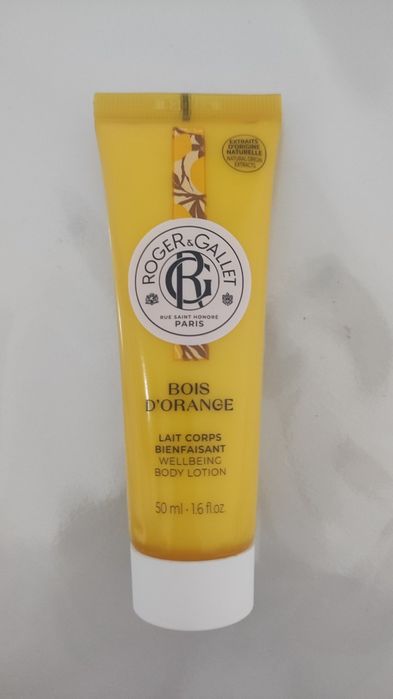 EXTRAITS
D'ORIGINE
NATURELLE
NATURAL ORIGIN
EXTRACTS
ROGER & GALLET
RG
RUE SAINT HONORÉ
PARIS
BOIS
D'ORANGE
LAIT CORPS
BIENFAISANT
WELLBEING
BODY LOTION
50 ml · 1.6 fl.oz.